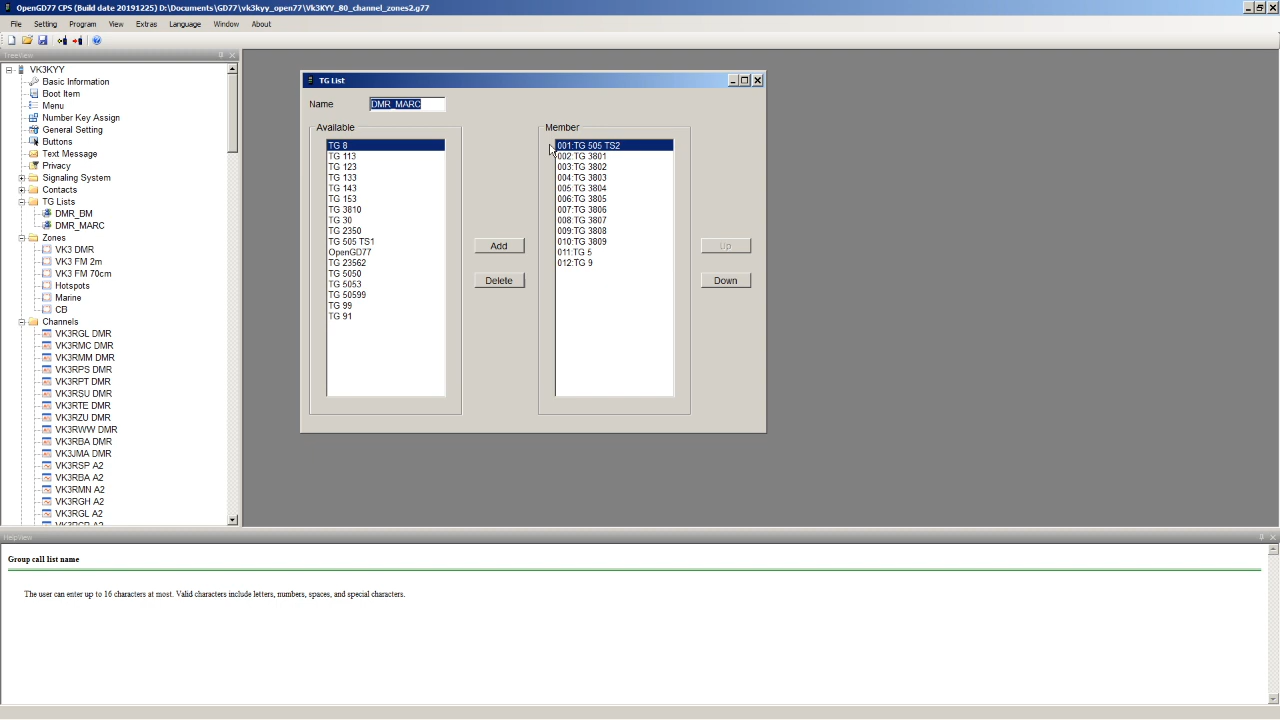 OpenGD77 CPS (Build date 20191225) D:\Documents\GD77\vk3kyy_open77\Vk3KYY_80_channel_zones2.g77
File Setting Program View Extras Language Window About
TreeView
VK3KYY
Basic Information
Boot Item
Menu
Number Key Assign
General Setting
Buttons
Text Message
Privacy
Signaling System
Contacts
TG Lists
DMR_BM
DMR_MARC
Zones
VK3 DMR
VK3 FM 2m
VK3 FM 70cm
Hotspots
Marine
CB
Channels
VK3RGL DMR
VK3RMC DMR
VK3RMM DMR
VK3RPS DMR
VK3RPT DMR
VK3RSU DMR
VK3RTE DMR
VK3RZU DMR
VK3RWW DMR
VK3RBA DMR
VK3JMA DMR
VK3RSP A2
VK3RBA A2
VK3RMN A2
VK3RGH A2
VK3RGL A2
TG List
Name DMR_MARC
Available
TG 8
TG 113
TG 123
TG 133
TG 143
TG 153
TG 3810
TG 30
TG 2350
TG 505 TS1
OpenGD77
TG 23562
TG 5050
TG 5053
TG 50599
TG 99
TG 91
Add
Delete
Member
001:TG 505 TS2
002:TG 3801
003:TG 3802
004:TG 3803
005:TG 3804
006:TG 3805
007:TG 3806
008:TG 3807
009:TG 3808
010:TG 3809
011:TG 5
012:TG 9
Up
Down
HelpView
Group call list name
The user can enter up to 16 characters at most. Valid characters include letters, numbers, spaces, and special characters.